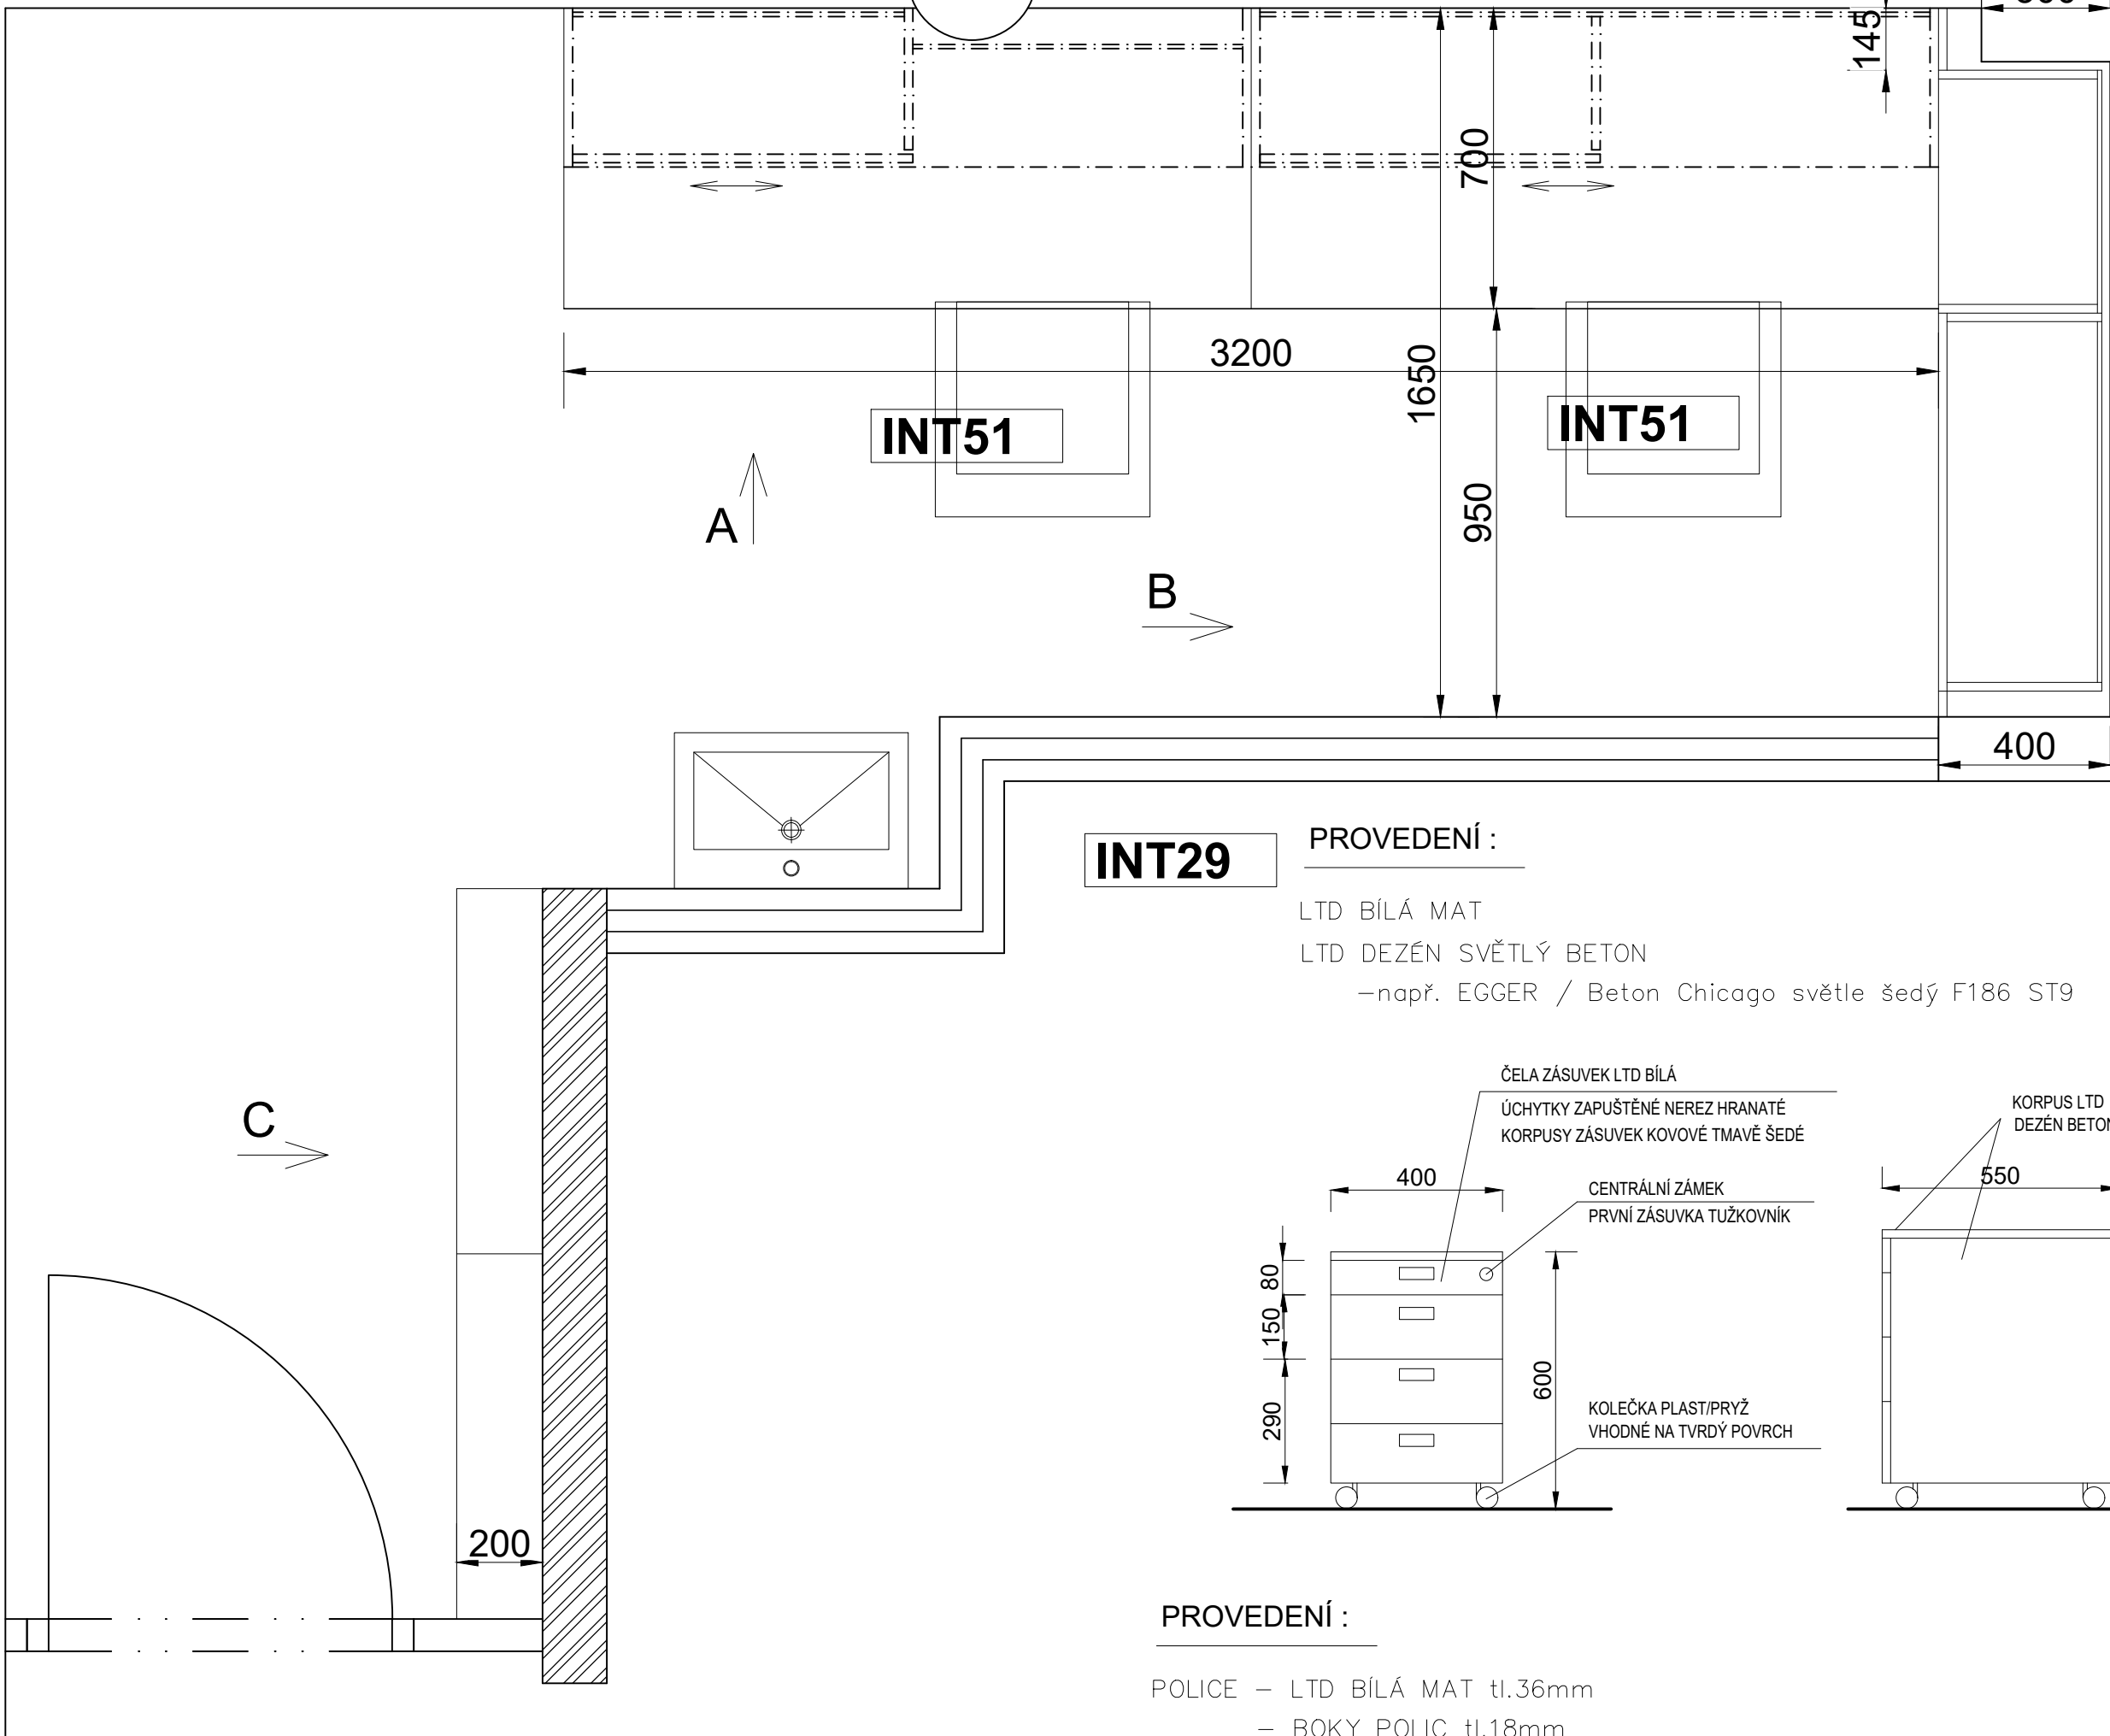 145
700
3200
1650
INT51
INT51
A
950
B
400
INT29
PROVEDENÍ :
LTD BÍLÁ MAT
LTD DEZÉN SVĚTLÝ BETON
–např. EGGER / Beton Chicago světle šedý F186 ST9
C
ČELA ZÁSUVEK LTD BÍLÁ
ÚCHYTKY ZAPUŠTĚNÉ NEREZ HRANATÉ
KORPUSY ZÁSUVEK KOVOVÉ TMAVĚ ŠEDÉ
KORPUS LTD
DEZÉN BETON
400
CENTRÁLNÍ ZÁMEK
PRVNÍ ZÁSUVKA TUŽKOVNÍK
550
80
150
290
600
KOLEČKA PLAST/PRYŽ
VHODNÉ NA TVRDÝ POVRCH
200
PROVEDENÍ :
POLICE – LTD BÍLÁ MAT tl.36mm
– BOKY POLIC tl.18mm